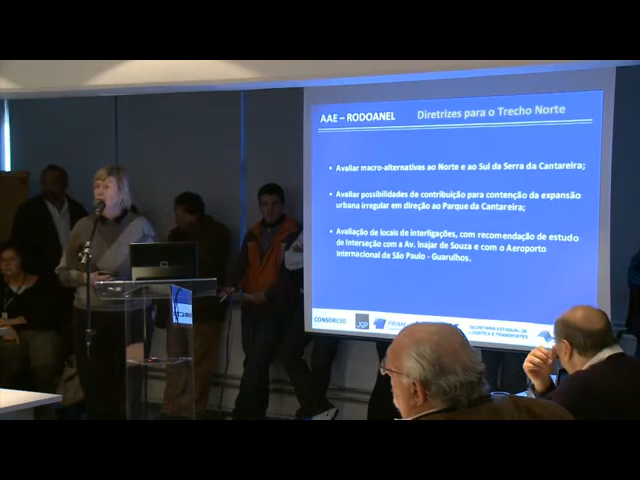 AAE – RODOANEL Diretrizes para o Trecho Norte
• Avaliar macro-alternativas ao Norte e ao Sul da Serra da Cantareira;
• Avaliar possibilidades de contribuição para contenção da expansão
urbana irregular em direção ao Parque da Cantareira;
• Avaliação de locais de interligações, com recomendação de estudo
de Interseção com a Av. Inajar de Souza e com o Aeroporto
Internacional de São Paulo - Guarulhos.
CONSÓRCIO JGP PRIME SECRETARIA ESTADUAL DE
LOGÍSTICA E TRANSPORTES